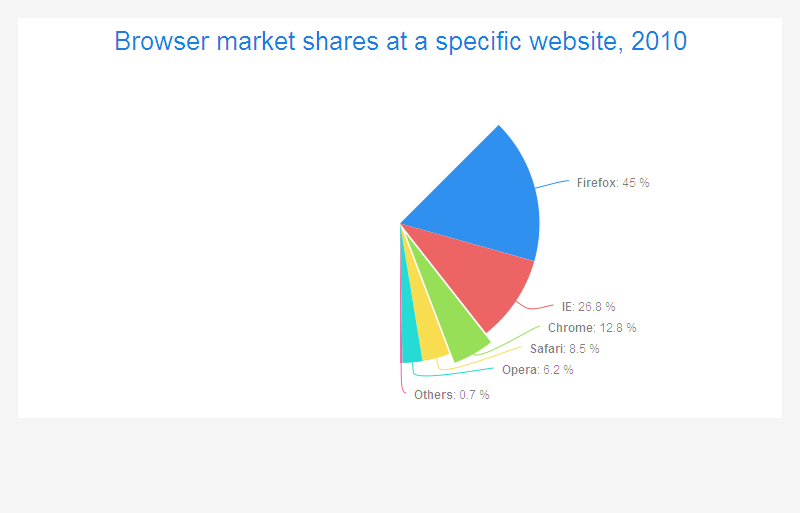 Browser market shares at a specific website, 2010
Firefox: 45 %
IE: 26.8 %
Chrome: 12.8 %
Safari: 8.5 %
Opera: 6.2 %
Others: 0.7 %